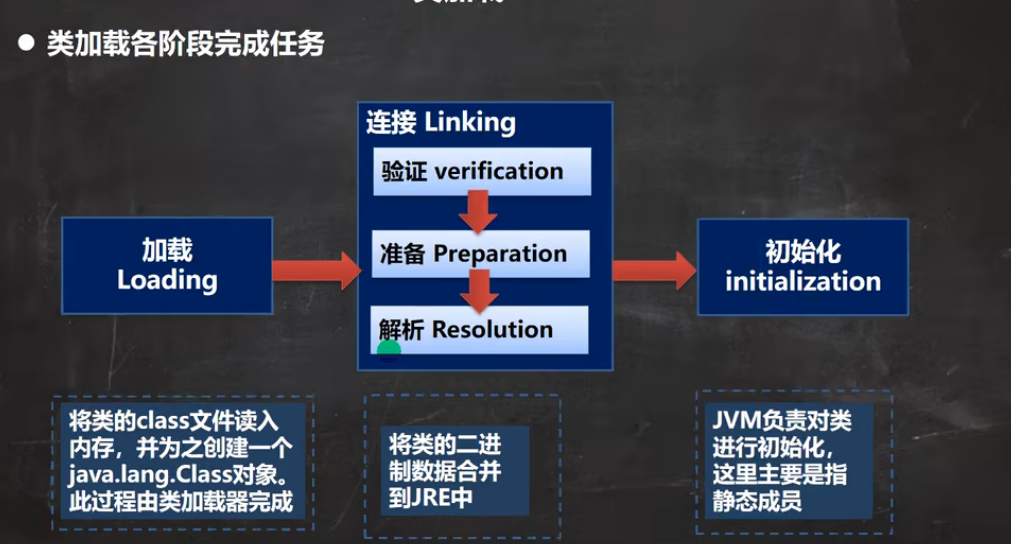 ● 类加载各阶段完成任务
连接 Linking
验证 verification
准备 Preparation
解析 Resolution
加载
Loading
初始化
initialization
将类的class文件读入
内存，并为之创建一个
java.lang.Class对象。
此过程由类加载器完成
将类的二进
制数据合并
到JRE中
JVM负责对类
进行初始化，
这里主要是指
静态成员